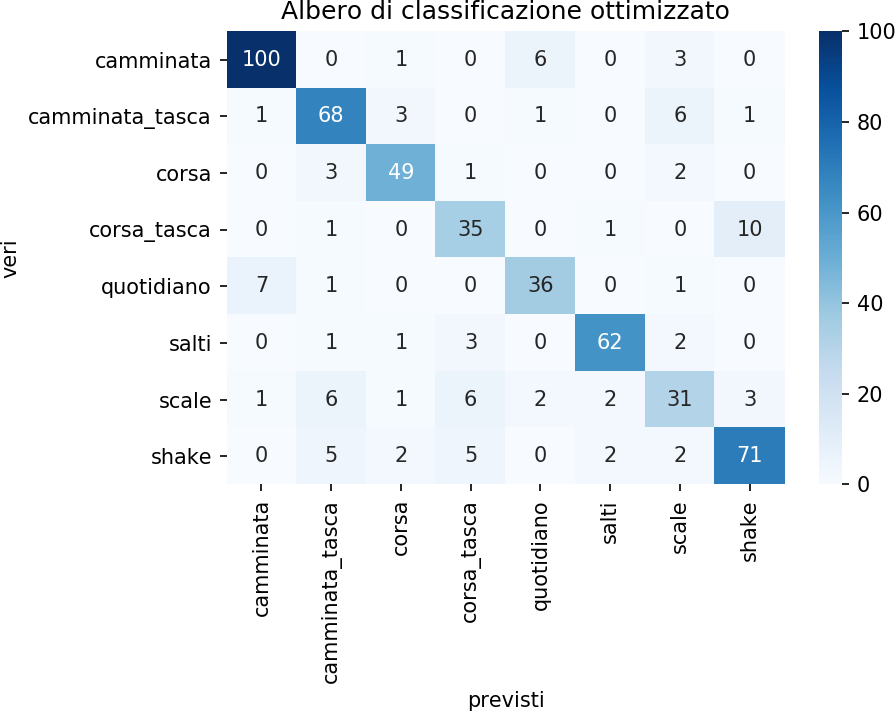 Albero di classificazione ottimizzato
camminata 100 0 1 0 6 0 3 0
camminata_tasca 1 68 3 0 1 0 6 1
corsa 0 3 49 1 0 0 2 0
corsa_tasca 0 1 0 35 0 1 0 10
quotidiano 7 1 0 0 36 0 1 0
salti 0 1 1 3 0 62 2 0
scale 1 6 1 6 2 2 31 3
shake 0 5 2 5 0 2 2 71
veri
camminata
camminata_tasca
corsa
corsa_tasca
quotidiano
salti
scale
shake
previsti
100
80
60
40
20
0